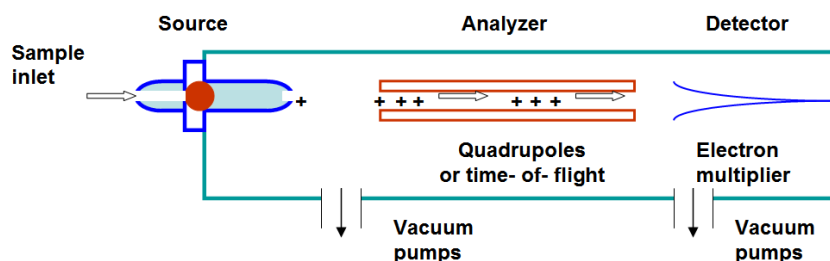 Source
Analyzer
Detector
Sample
inlet
+
+ ++
+++
Quadrupoles
or time- of- flight
Electron
multiplier
Vacuum
pumps
Vacuum
pumps